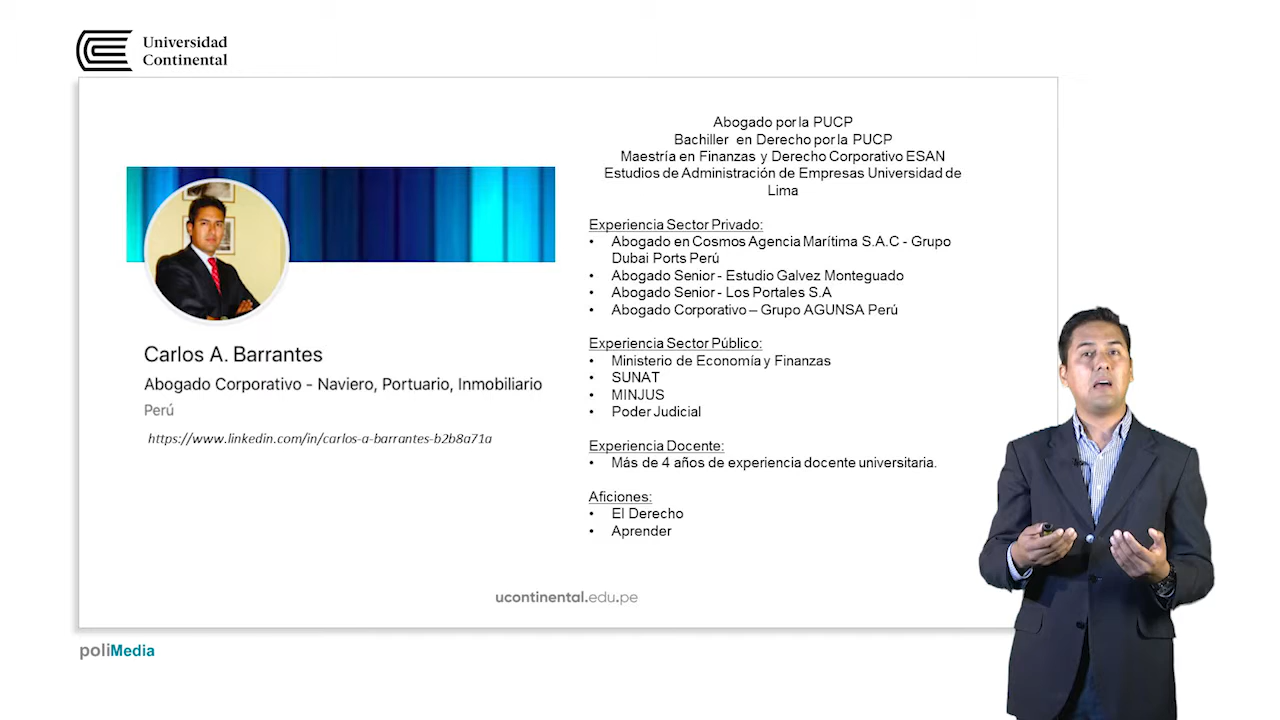 Universidad
Continental
Abogado por la PUCP
Bachiller en Derecho por la PUCP
Maestría en Finanzas y Derecho Corporativo ESAN
Estudios de Administración de Empresas Universidad de
Lima
Carlos A. Barrantes
Abogado Corporativo - Naviero, Portuario, Inmobiliario
Perú
https://www.linkedin.com/in/carlos-a-barrantes-b2b8a71a
Experiencia Sector Privado:
• Abogado en Cosmos Agencia Marítima S.A.C - Grupo
Dubai Ports Perú
• Abogado Senior - Estudio Galvez Monteguado
• Abogado Senior - Los Portales S.A
• Abogado Corporativo – Grupo AGUNSA Perú
Experiencia Sector Público:
• Ministerio de Economía y Finanzas
• SUNAT
• MINJUS
• Poder Judicial
Experiencia Docente:
• Más de 4 años de experiencia docente universitaria.
Aficiones:
• El Derecho
• Aprender
ucontinental.edu.pe
poliMedia